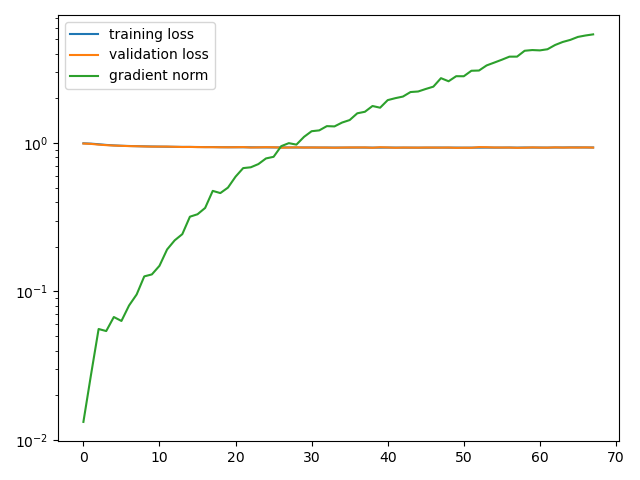 training loss
validation loss
gradient norm
10⁰
10⁻¹
10⁻²
0 10 20 30 40 50 60 70